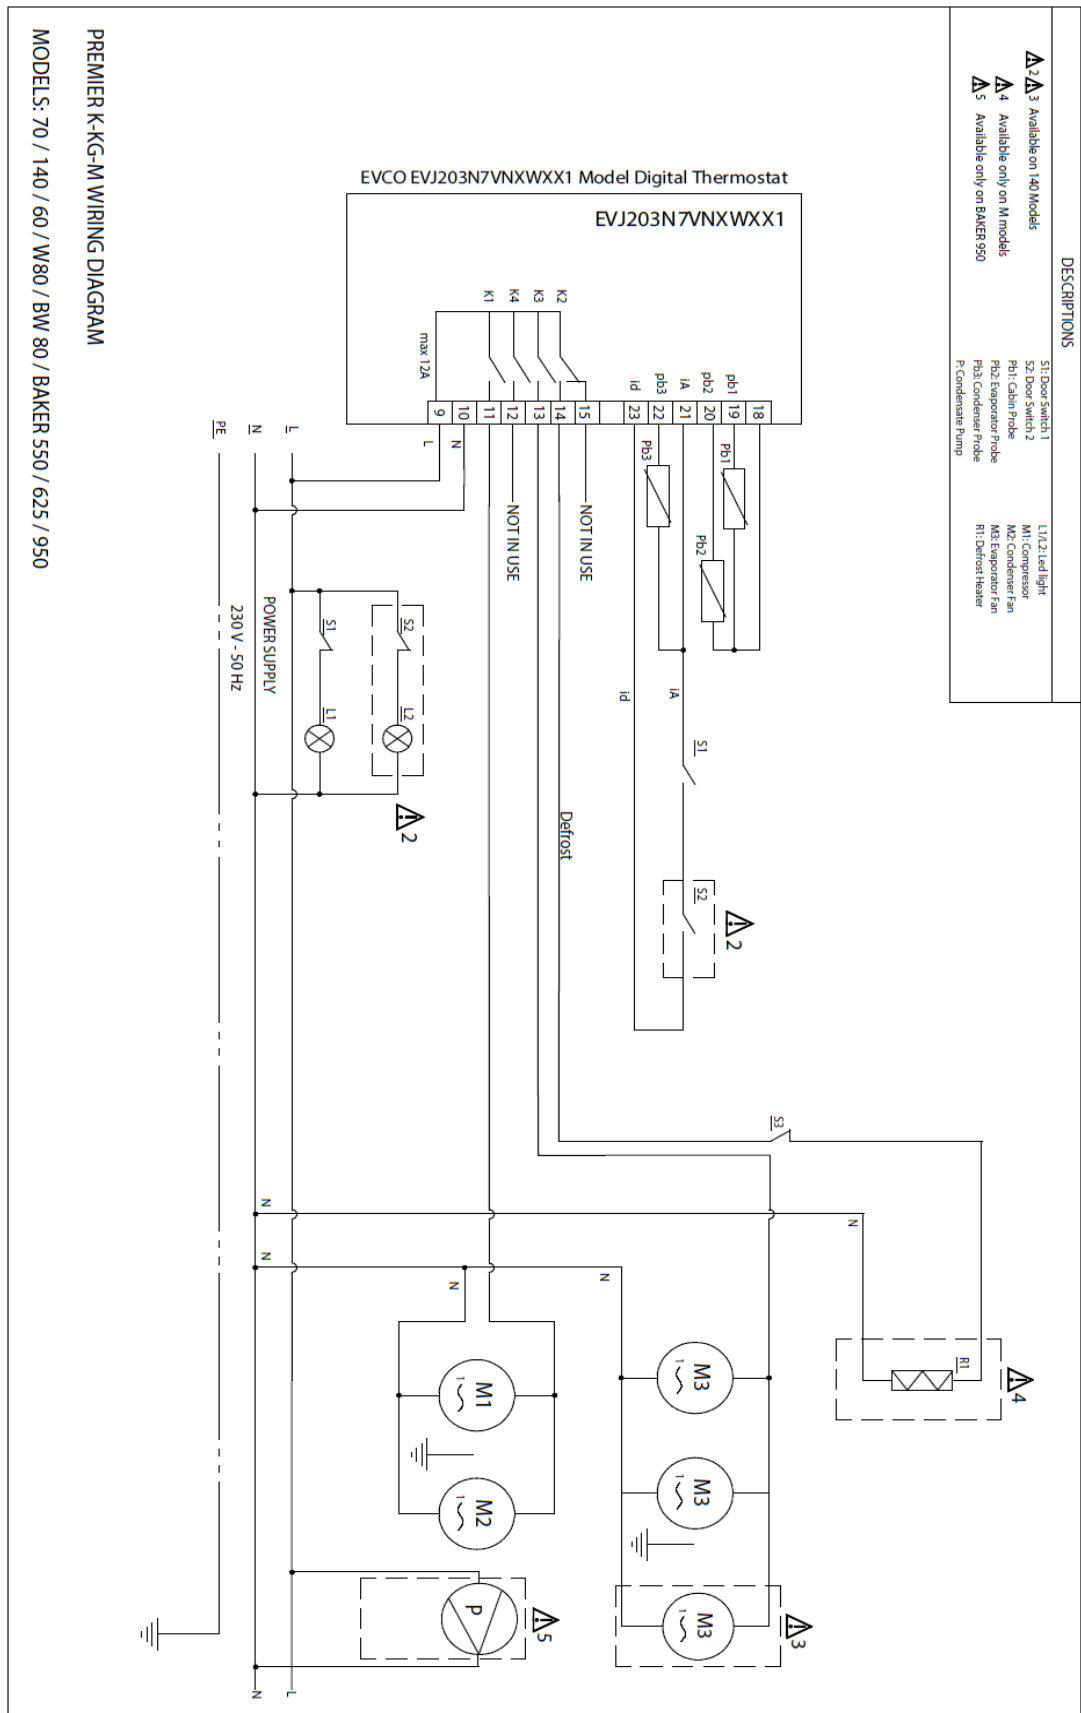 DESCRIPTIONS
2 3 Available on 140 Models
4 Available only on M models
5 Available only on BAKER 950
S1: Door Switch 1
S2: Door Switch 2
Pb1: Cabin Probe
Pb2: Evaporator Probe
Pb3: Condenser Probe
P: Condensate Pump
L1/L2: Led light
M1: Compressor
M2: Condenser Fan
M3: Evaporator Fan
R1: Defrost Heater
EVCO EVJ203N7VNXWXX1 Model Digital Thermostat
EVJ203N7VNXWXX1
K1
K4
K3
K2
max 12A
id
pb3
iA
pb2
pb1
9
10
11
12
13
14
15
23
22
21
20
19
18
L
N
Pb3
Pb1
Pb2
NOT IN USE
NOT IN USE
PE
N
L
POWER SUPPLY
230 V - 50 Hz
S1
S2
L1
L2
2
id
iA
S1
S2
2
Defrost
S3
N
N
N
N
N
R1
4
M1
1
M2
1
M3
1
M3
1
M3
1
3
P
5
N
L
PREMIER K-KG-M WIRING DIAGRAM
MODELS: 70 / 140 / 60 / W80 / BW 80 / BAKER 550 / 625 / 950